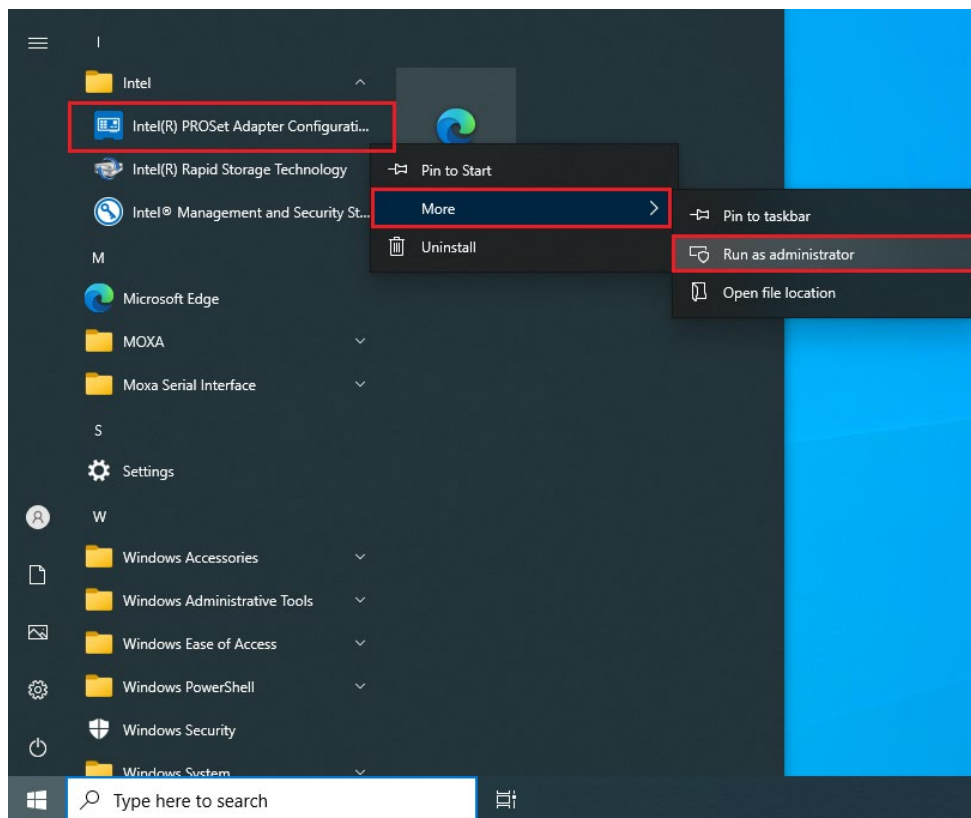 I
Intel
Intel(R) PROSet Adapter Configurati...
Intel(R) Rapid Storage Technology
Intel® Management and Security St...
Pin to Start
More
Uninstall
Pin to taskbar
Run as administrator
Open file location
M
Microsoft Edge
MOXA
Moxa Serial Interface
S
Settings
W
Windows Accessories
Windows Administrative Tools
Windows Ease of Access
Windows PowerShell
Windows Security
Windows System
Type here to search